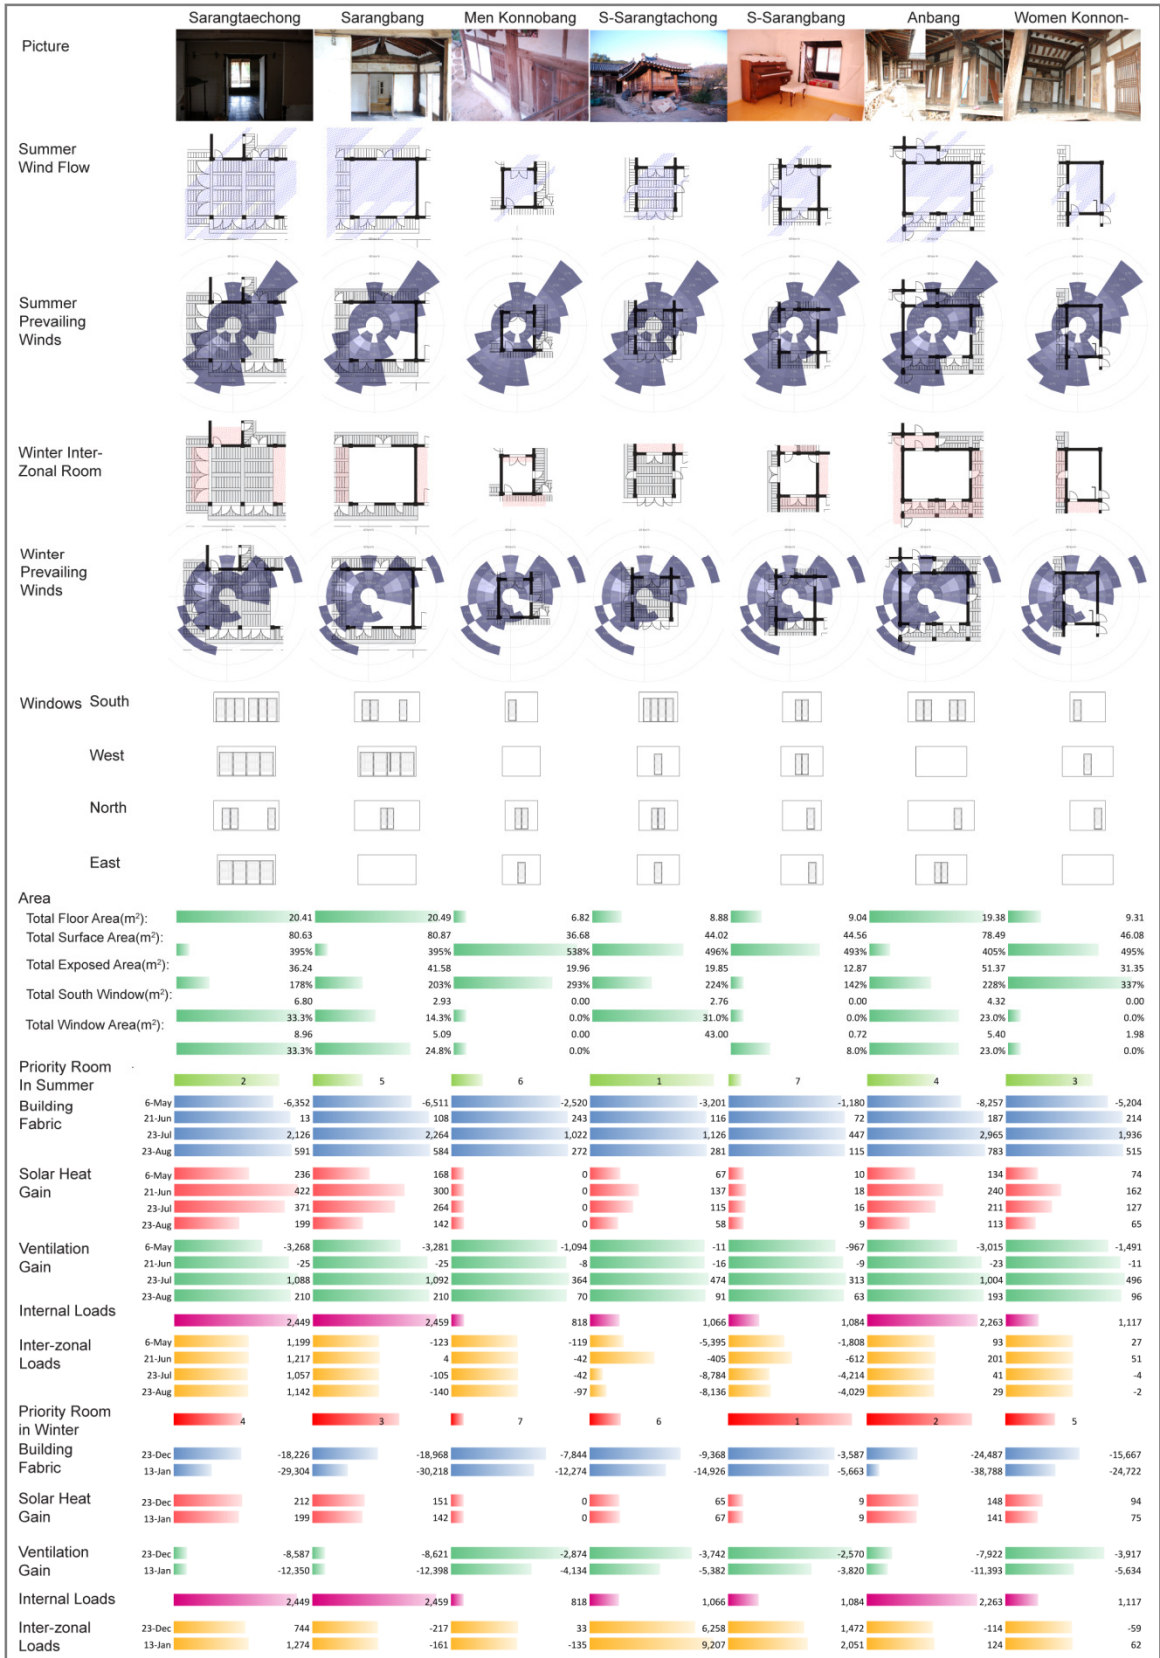 Sarangtaechong Sarangbang Men Konnobang S-Sarangtachong S-Sarangbang Anbang Women Konnon-
Picture
Summer
Wind Flow
Summer
Prevailing
Winds
Winter Inter-
Zonal Room
Winter
Prevailing
Winds
Windows South
West
North
East
Area
Total Floor Area(m²): 20.41 20.49 6.82 8.88 9.04 19.38 9.31
Total Surface Area(m²): 80.63 80.87 36.68 44.02 44.56 78.49 46.08
395% 395% 538% 496% 493% 405% 495%
Total Exposed Area(m²): 36.24 41.58 19.96 19.85 12.87 51.37 31.35
178% 203% 293% 224% 142% 228% 337%
Total South Window(m²): 6.80 2.93 0.00 2.76 0.00 4.32 0.00
33.3% 14.3% 0.0% 31.0% 0.0% 23.0% 0.0%
Total Window Area(m²): 8.96 5.09 0.00 43.00 0.72 5.40 1.98
33.3% 24.8% 0.0% 8.0% 23.0% 0.0%
Priority Room
In Summer 2 5 6 1 7 4 3
Building
Fabric
6-May -6,352 -6,511 -2,520 -3,201 -1,180 -8,257 -5,204
21-Jun 13 108 243 116 72 187 214
23-Jul 2,126 2,264 1,022 1,126 447 2,965 1,936
23-Aug 591 584 272 281 115 783 515
Solar Heat
Gain
6-May 236 168 0 67 10 134 74
21-Jun 422 300 0 137 18 240 162
23-Jul 371 264 0 115 16 211 127
23-Aug 199 142 0 58 9 113 65
Ventilation
Gain
6-May -3,268 -3,281 -1,094 -11 -967 -3,015 -1,491
21-Jun -25 -25 -8 -16 -9 -23 -11
23-Jul 1,088 1,092 364 474 313 1,004 496
23-Aug 210 210 70 91 63 193 96
Internal Loads 2,449 2,459 818 1,066 1,084 2,263 1,117
Inter-zonal
Loads
6-May 1,199 -123 -119 -5,395 -1,808 93 27
21-Jun 1,217 4 -42 -405 -612 201 51
23-Jul 1,057 -105 -42 -8,784 -4,214 41 -4
23-Aug 1,142 -140 -97 -8,136 -4,029 29 -2
Priority Room
in Winter 4 3 7 6 1 2 5
Building
Fabric
23-Dec -18,226 -18,968 -7,844 -9,368 -3,587 -24,487 -15,667
13-Jan -29,304 -30,218 -12,274 -14,926 -5,663 -38,788 -24,722
Solar Heat
Gain
23-Dec 212 151 0 65 9 148 94
13-Jan 199 142 0 67 9 141 75
Ventilation
Gain
23-Dec -8,587 -8,621 -2,874 -3,742 -2,570 -7,922 -3,917
13-Jan -12,350 -12,398 -4,134 -5,382 -3,820 -11,393 -5,634
Internal Loads 2,449 2,459 818 1,066 1,084 2,263 1,117
Inter-zonal
Loads
23-Dec 744 -217 33 6,258 1,472 -114 -59
13-Jan 1,274 -161 -135 9,207 2,051 124 62